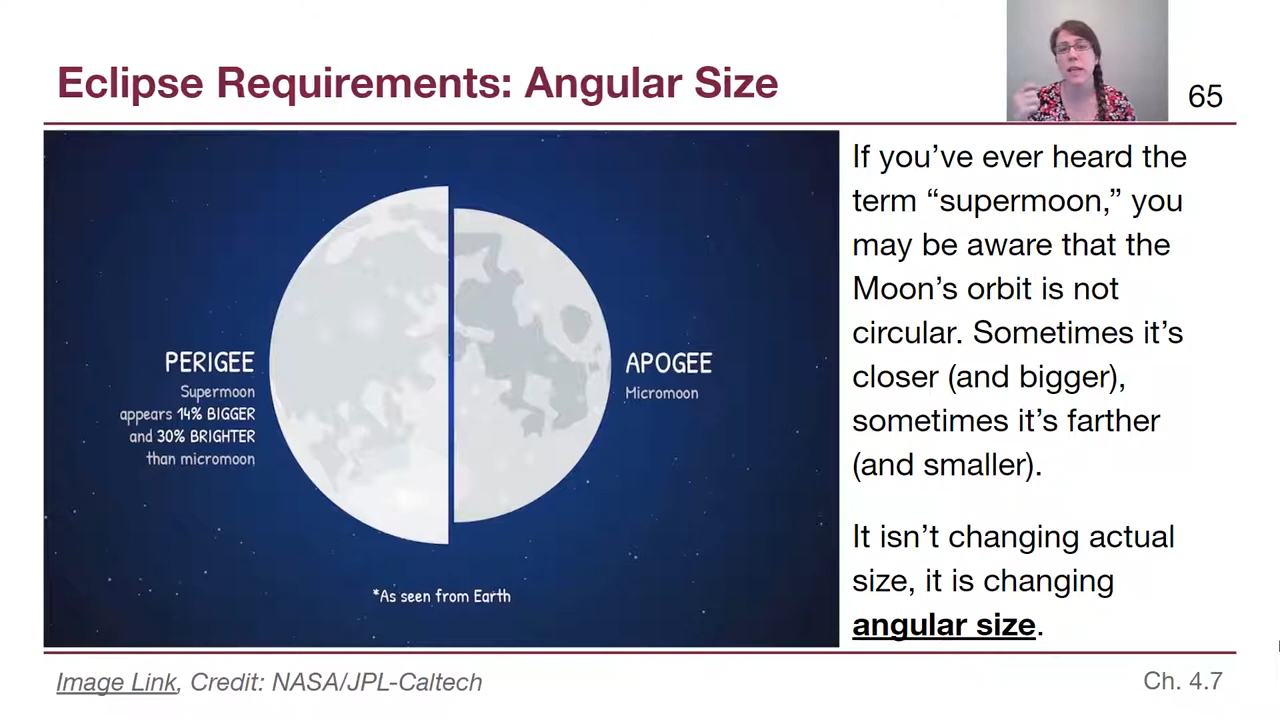 Eclipse Requirements: Angular Size
65
PERIGEE
Supermoon
appears 14% BIGGER
and 30% BRIGHTER
than micromoon
APOGEE
Micromoon
*As seen from Earth
If you’ve ever heard the
term “supermoon,” you
may be aware that the
Moon’s orbit is not
circular. Sometimes it’s
closer (and bigger),
sometimes it’s farther
(and smaller).
It isn’t changing actual
size, it is changing
angular size.
Image Link, Credit: NASA/JPL-Caltech
Ch. 4.7